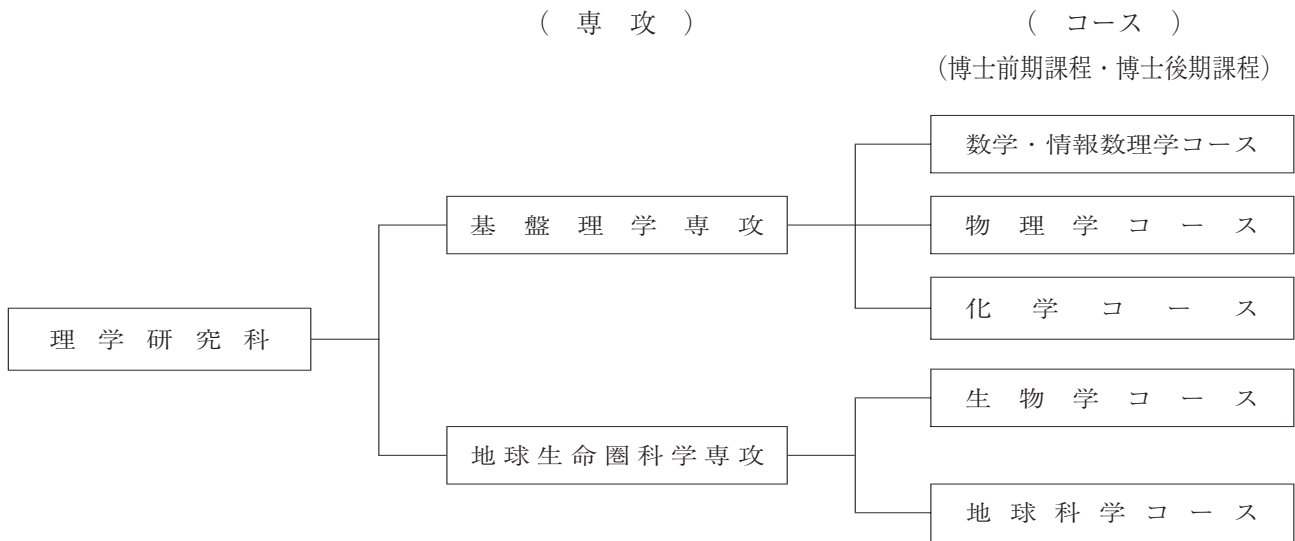 （専攻）
（コース）
（博士前期課程・博士後期課程）
数学・情報数理学コース
基盤理学専攻
物理学コース
化学コース
理学研究科
生物学コース
地球生命圏科学専攻
地球科学コース